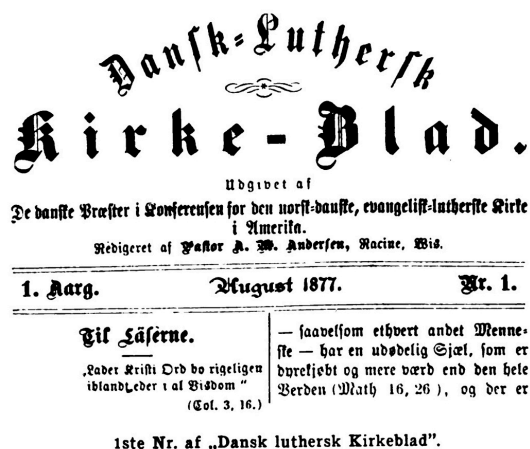 Dansk-Luthersk
Kirke-Blad.
Udgivet af
De danske Præster i Konferensen for den norsk-danske, evangelisk-lutherske Kirke
i Amerika.
Redigeret af Pastor A. M. Andersen, Racine, Wis.
1. Aarg. August 1877. Nr. 1.
Til Läserne.
„Lader Kristi Ord bo rigeligen
iblandt eder i al Visdom “
(Col. 3, 16.)
— saavelsom ethvert andet Menne-
ske — har en udødelig Sjæl, som er
dyrekjøbt og mere værd end den hele
Verden (Math 16, 26), og der er
1ste Nr. af „Dansk luthersk Kirkeblad”.